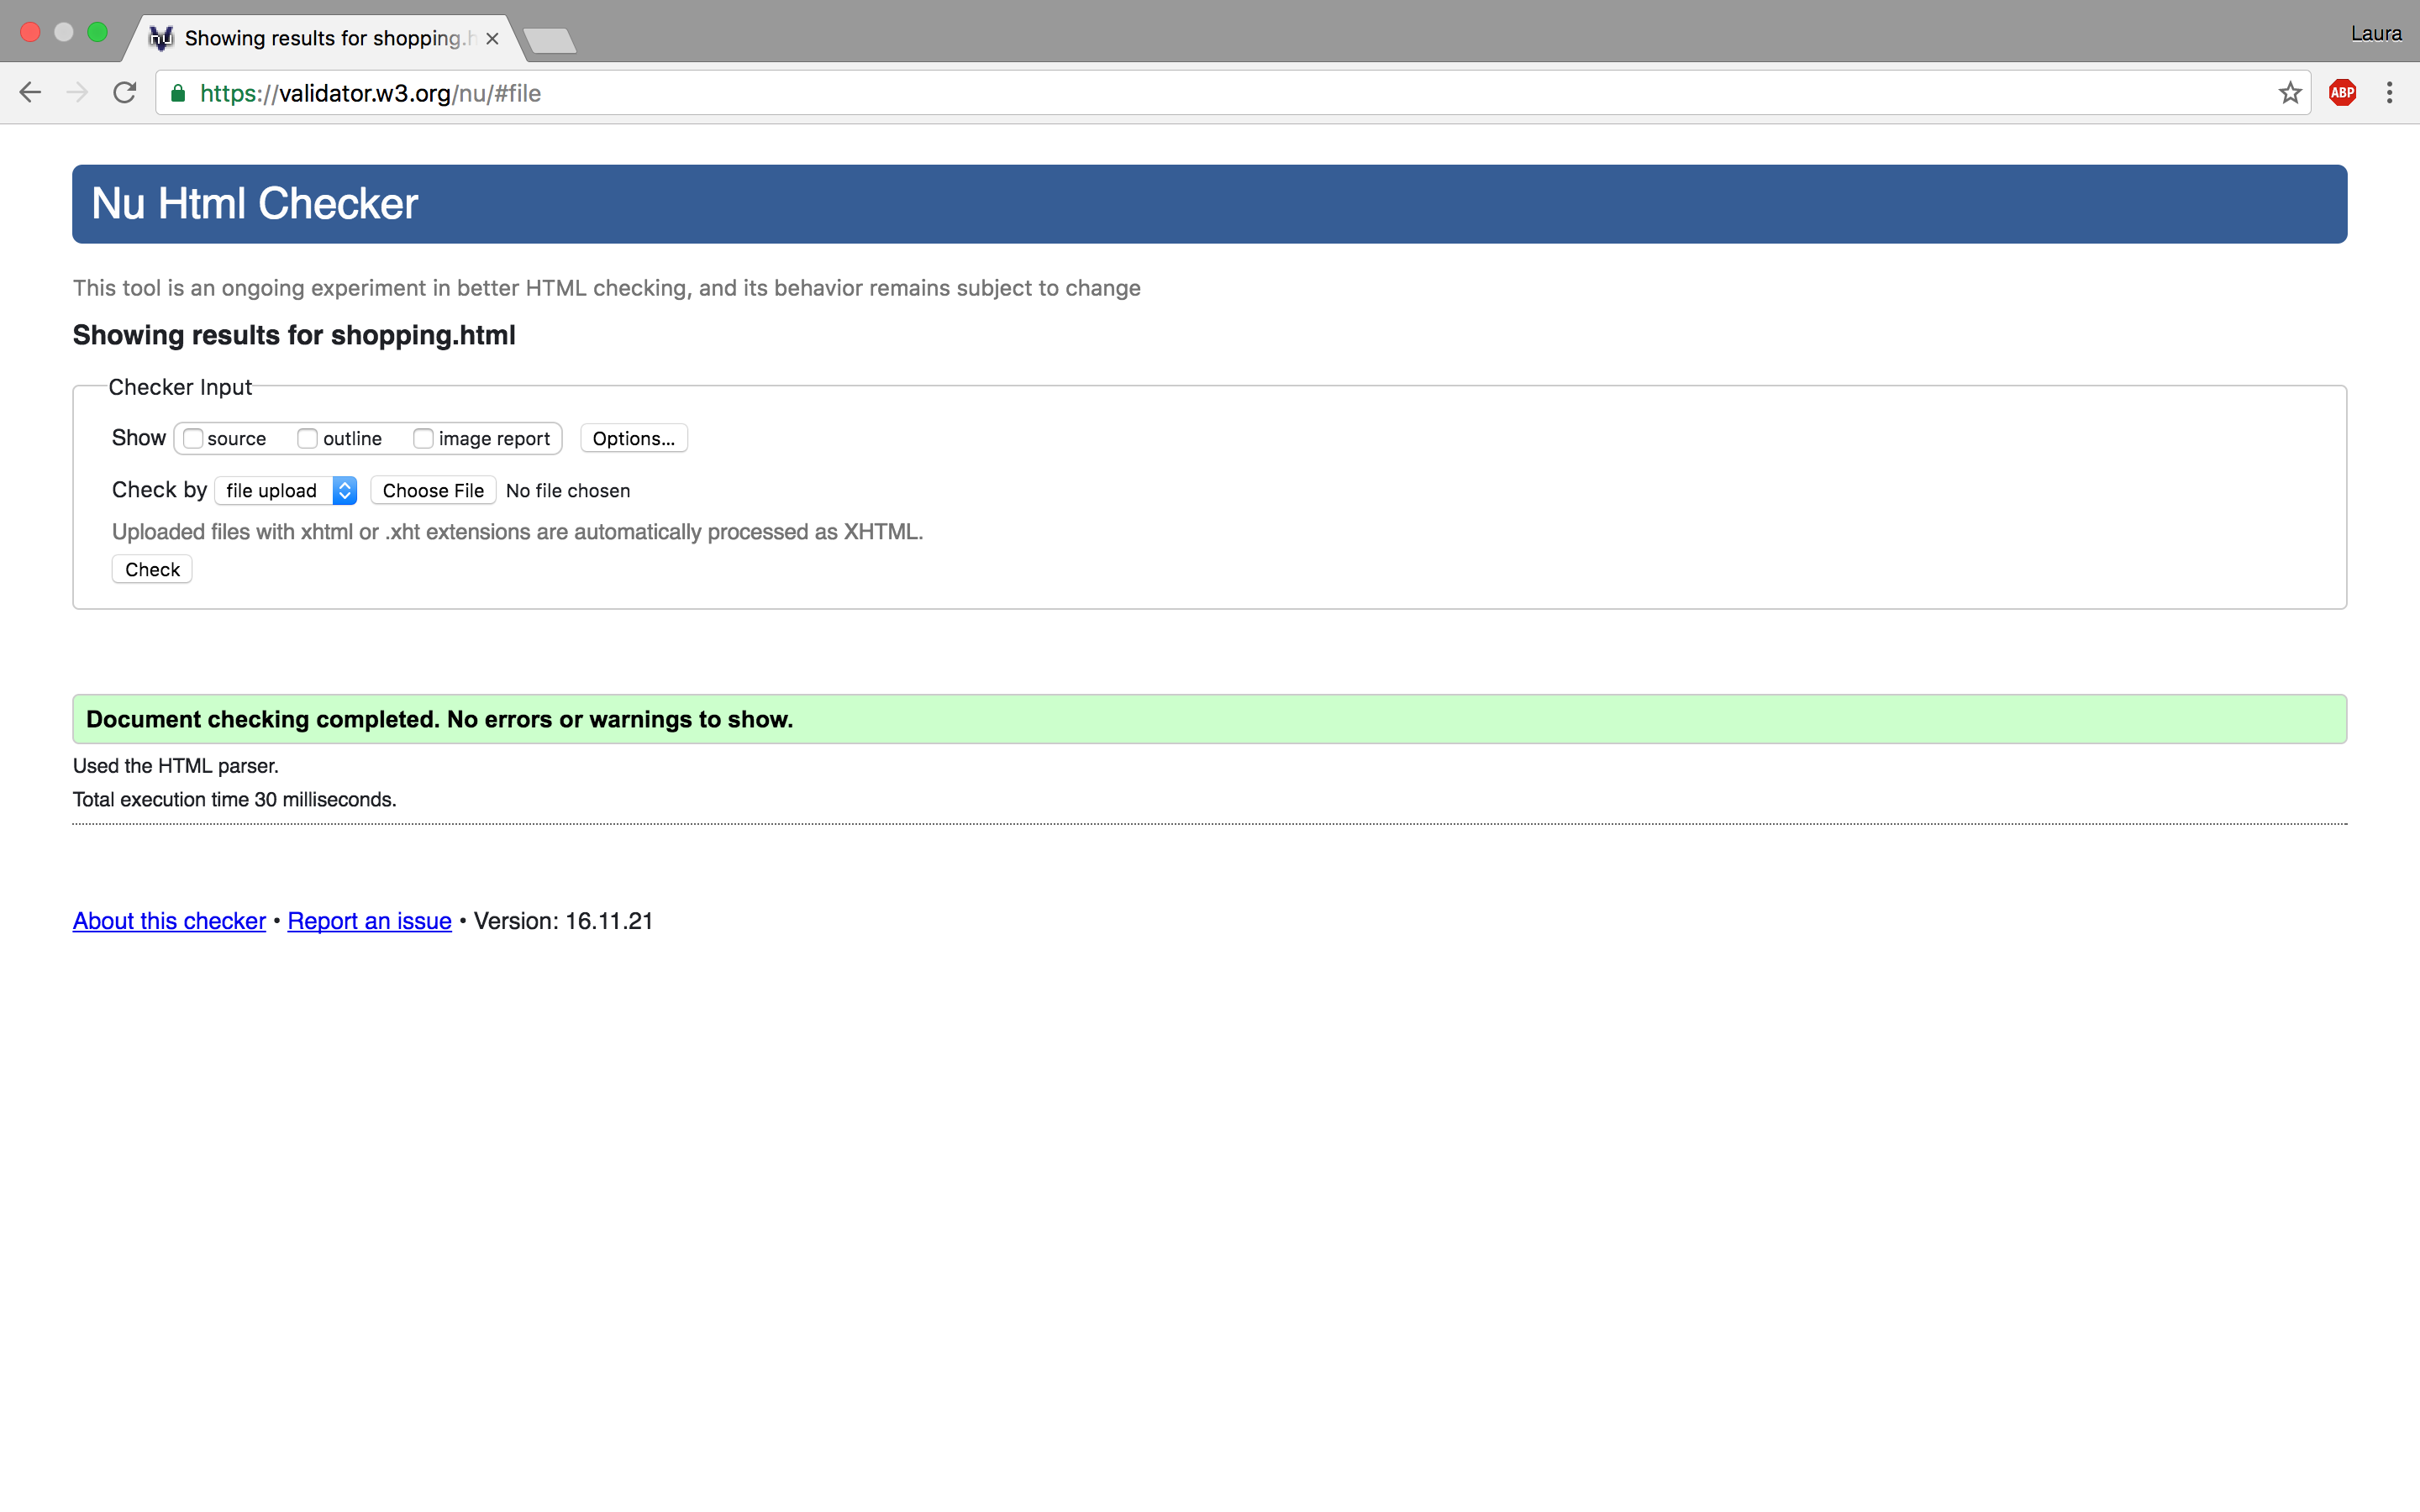 nu Showing results for shopping.h
Laura
https://validator.w3.org/nu/#file
ABP
Nu Html Checker
This tool is an ongoing experiment in better HTML checking, and its behavior remains subject to change
Showing results for shopping.html
Checker Input
Show source outline image report Options...
Check by file upload Choose File No file chosen
Uploaded files with xhtml or .xht extensions are automatically processed as XHTML.
Check
Document checking completed. No errors or warnings to show.
Used the HTML parser.
Total execution time 30 milliseconds.
About this checker • Report an issue • Version: 16.11.21